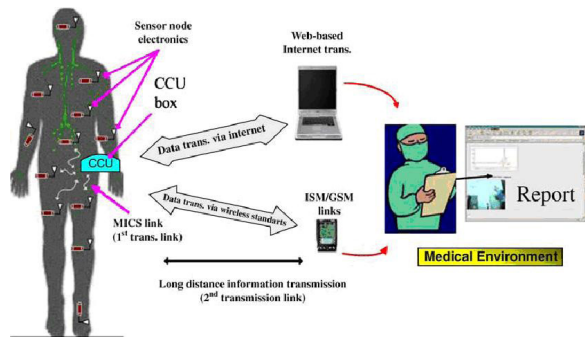 Sensor node
electronics
CCU
box
CCU
MICS link
(1st trans. link)
Data trans. via internet
Data trans. via wireless standarts
Web-based
Internet trans.
ISM/GSM
links
Long distance information transmission
(2nd transmission link)
Report
Medical Environment